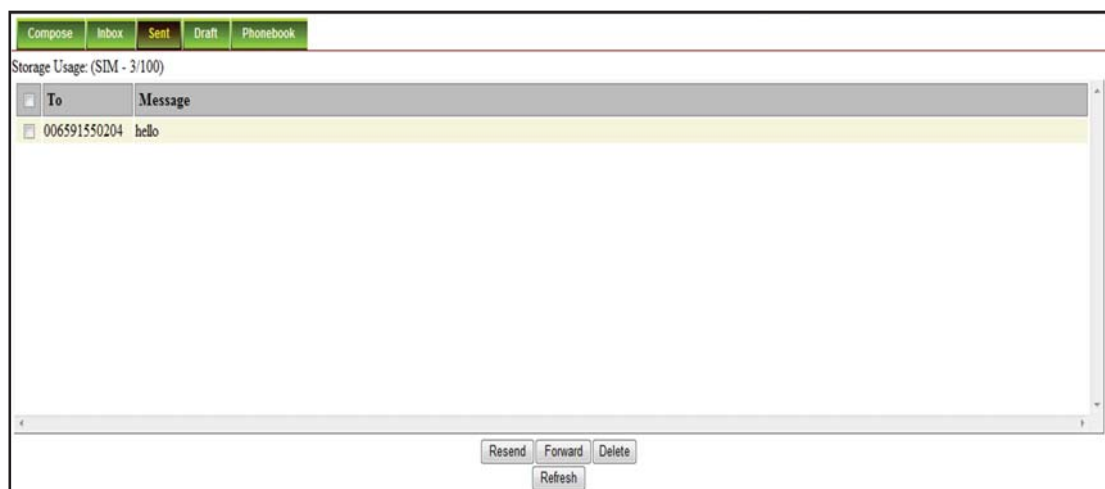 Compose Inbox Sent Draft Phonebook
Storage Usage: (SIM - 3/100)
To Message
006591550204 hello
Resend Forward Delete
Refresh